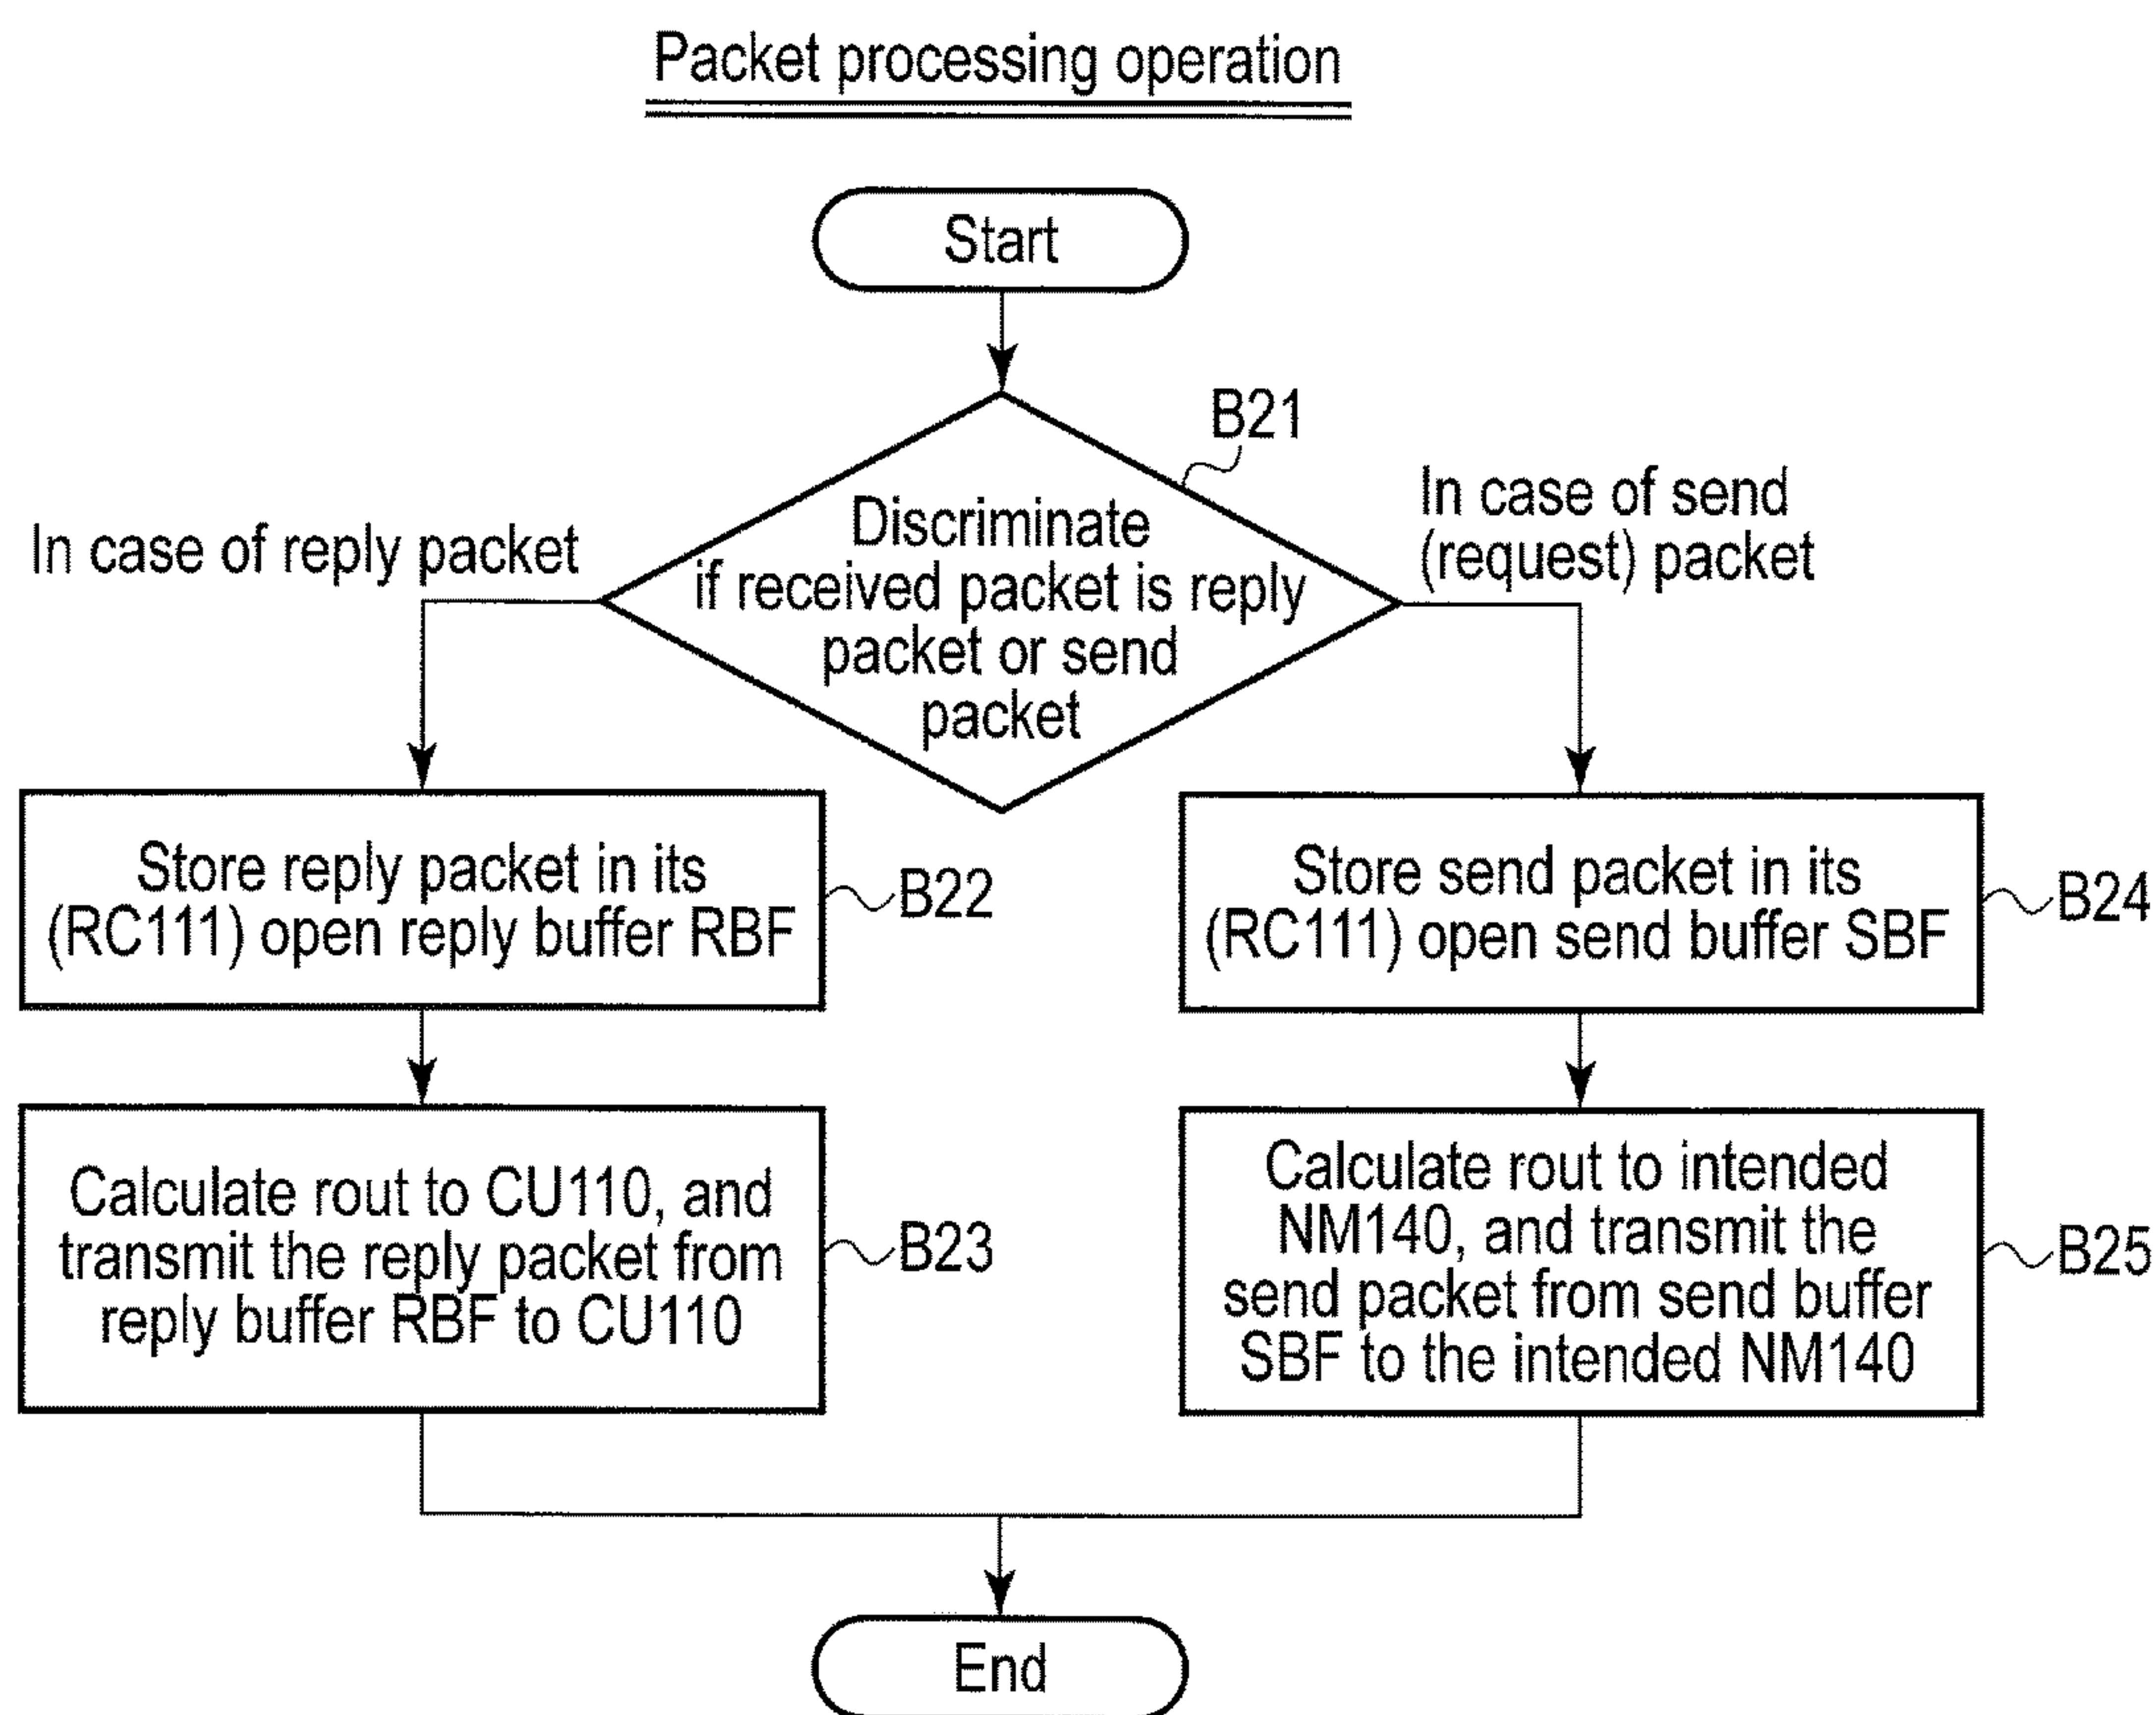 Packet processing operation
Start
B21
Discriminate
if received packet is reply
packet or send
packet
In case of reply packet
In case of send
(request) packet
Store reply packet in its
(RC111) open reply buffer RBF
B22
Store send packet in its
(RC111) open send buffer SBF
B24
Calculate rout to CU110, and
transmit the reply packet from
reply buffer RBF to CU110
B23
Calculate rout to intended
NM140, and transmit the
send packet from send buffer
SBF to the intended NM140
B25
End